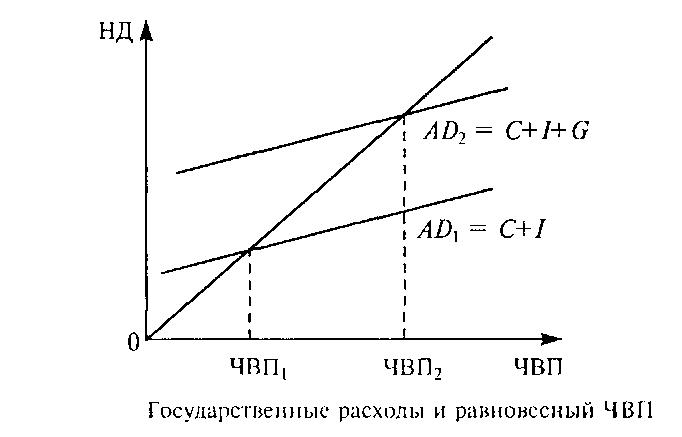 НД
AD₂ = C+I+G
AD₁ = C+I
0
ЧВП₁ ЧВП₂ ЧВП
Государственные расходы и равновесный ЧВП